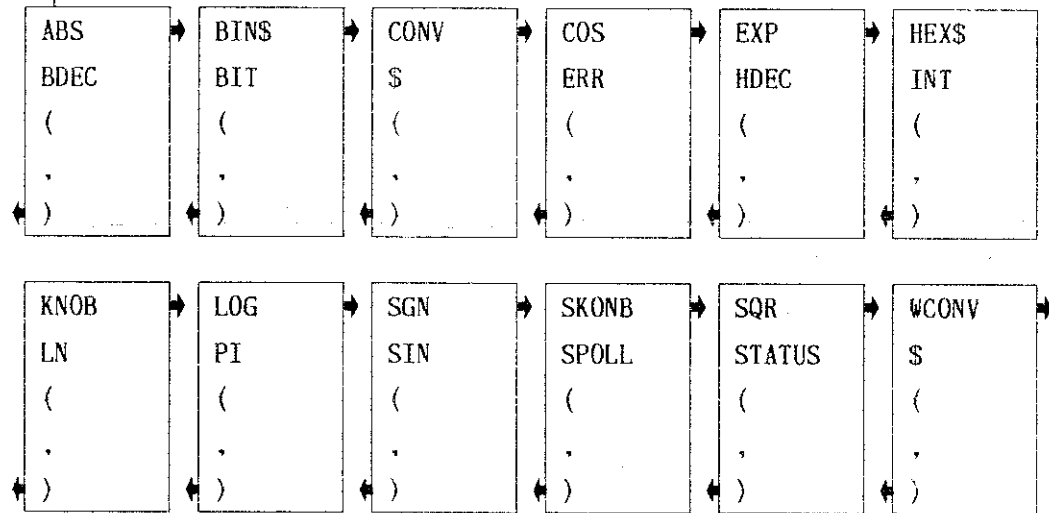 ABS BIN$ CONV COS EXP HEX$
BDEC BIT $ ERR HDEC INT
( ( ( ( ( (
, , , , , ,
) ) ) ) ) )
KNOB LOG SGN SKONB SQR WCONV
LN PI SIN SPOLL STATUS $
( ( ( ( ( (
, , , , , ,
) ) ) ) ) )